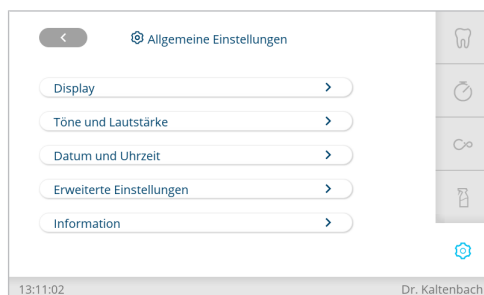 Allgemeine Einstellungen
Display
Töne und Lautstärke
Datum und Uhrzeit
Erweiterte Einstellungen
Information
13:11:02 Dr. Kaltenbach